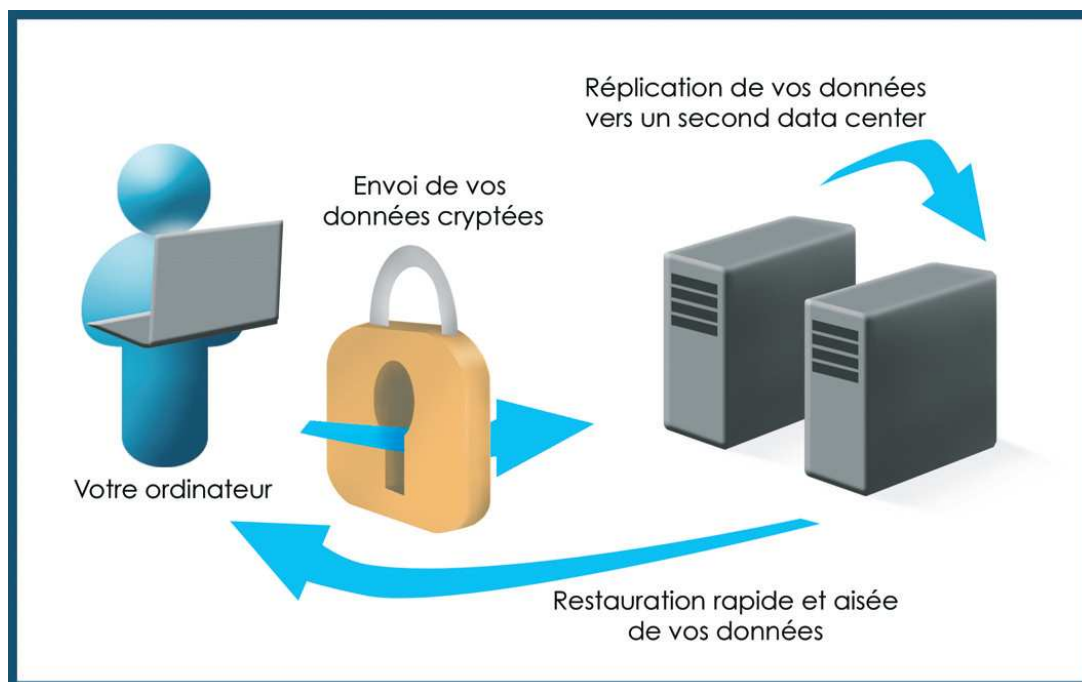 Réplication de vos données
vers un second data center
Envoi de vos
données cryptées
Votre ordinateur
Restauration rapide et aisée
de vos données